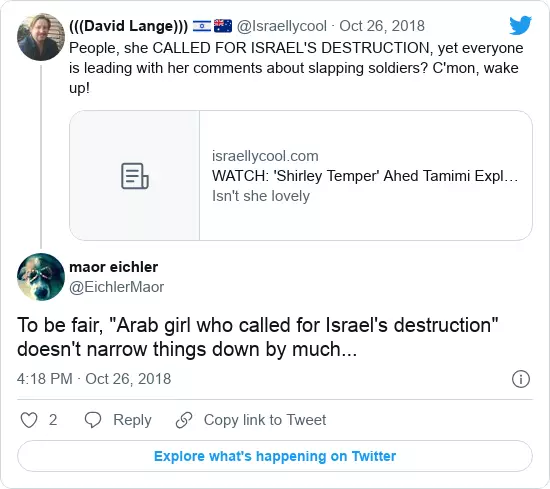 (((David Lange))) 🇮🇱🇦🇺 @Israellycool · Oct 26, 2018
People, she CALLED FOR ISRAEL'S DESTRUCTION, yet everyone
is leading with her comments about slapping soldiers? C'mon, wake
up!
israellycool.com
WATCH: 'Shirley Temper' Ahed Tamimi Expl…
Isn't she lovely
maor eichler
@EichlerMaor
To be fair, "Arab girl who called for Israel's destruction"
doesn't narrow things down by much...
4:18 PM · Oct 26, 2018
2 Reply Copy link to Tweet
Explore what's happening on Twitter